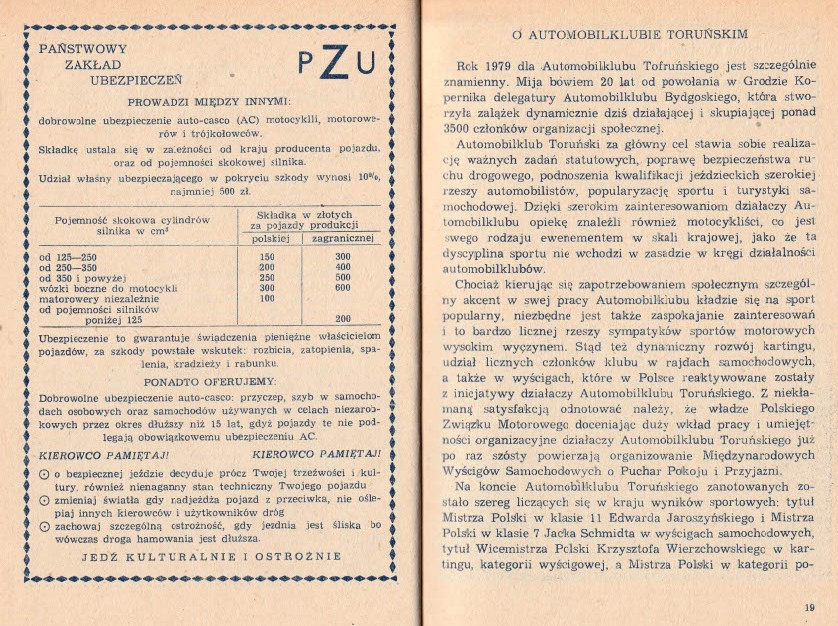 PAŃSTWOWY
ZAKŁAD
UBEZPIECZEŃ
PZU
PROWADZI MIĘDZY INNYMI:
dobrowolne ubezpieczenie auto-casco (AC) motocykli, motorowe-
rów i trójkołowców.
Składkę ustala się w zależności od kraju producenta pojazdu,
oraz od pojemności skokowej silnika.
Udział własny ubezpieczającego w pokryciu szkody wynosi 10%,
najmniej 500 zł.
Pojemność skokowa cylindrów
silnika w cm³
Składka w złotych
za pojazdy produkcji
polskiej | zagranicznej
od 125—250 150 300
od 250—350 200 400
od 350 i powyżej 250 500
wózki boczne do motocykli 300 600
matorowery niezależnie 100
od pojemności silników
poniżej 125 200
Ubezpieczenie to gwarantuje świadczenia pieniężne właścicielom
pojazdów, za szkody powstałe wskutek: rozbicia, zatopienia, spa-
lenia, kradzieży i rabunku.
PONADTO OFERUJEMY:
Dobrowolne ubezpieczenie auto-casco: przyczep, szyb w samocho-
dach osobowych oraz samochodów używanych w celach niezarob-
kowych przez okres dłuższy niż 15 lat, gdyż pojazdy te nie pod-
legają obowiązkowemu ubezpieczeniu AC.
KIEROWCO PAMIĘTAJ! KIEROWCO PAMIĘTAJ!
⊙ o bezpiecznej jeździe decyduje prócz Twojej trzeźwości i kul-
tury, również nienaganny stan techniczny Twojego pojazdu
⊙ zmieniaj światła gdy nadjeżdża pojazd z przeciwka, nie ośle-
piaj innych kierowców i użytkowników dróg
⊙ zachowaj szczególną ostrożność, gdy jezdnia jest śliska bo
wówczas droga hamowania jest dłuższa.
JEDŹ KULTURALNIE I OSTROŻNIE
O AUTOMOBILKLUBIE TORUŃSKIM
Rok 1979 dla Automobilklubu Tofruńskiego jest szczególnie
znamienny. Mija bowiem 20 lat od powołania w Grodzie Ko-
pernika delegatury Automobilklubu Bydgoskiego, która stwo-
rzyła zalążek dynamicznie dziś działającej i skupiającej ponad
3500 członków organizacji społecznej.
Automobilklub Toruński za główny cel stawia sobie realiza-
cję ważnych zadań statutowych, poprawę bezpieczeństwa ru-
chu drogowego, podnoszenia kwalifikacji jeździeckich szerokiej
rzeszy automobilistów, popularyzację sportu i turystyki sa-
mochodowej. Dzięki szerokim zainteresowaniom działaczy Au-
tomobilklubu opiekę znaleźli również motocykliści, co jest
swego rodzaju ewenementem w skali krajowej, jako że ta
dyscyplina sportu nie wchodzi w zasadzie w kręgi działalności
automobilklubów.
Chociaż kierując się zapotrzebowaniem społecznym szczegól-
ny akcent w swej pracy Automobilklubu kładzie się na sport
popularny, niezbędne jest także zaspokajanie zainteresowań
i to bardzo licznej rzeszy sympatyków sportów motorowych
wysokim wyczynem. Stąd też dynamiczny rozwój kartingu,
udział licznych członków klubu w rajdach samochodowych,
a także w wyścigach, które w Polsce reaktywowane zostały
z inicjatywy działaczy Automobilklubu Toruńskiego. Z niekła-
maną satysfakcją odnotować należy, że władze Polskiego
Związku Motorowego doceniając duży wkład pracy i umiejęt-
ności organizacyjne działaczy Automobilklubu Toruńskiego już
po raz szósty powierzają organizowanie Międzynarodowych
Wyścigów Samochodowych o Puchar Pokoju i Przyjaźni.
Na koncie Automobilklubu Toruńskiego zanotowanych zo-
stało szereg liczących się w kraju wyników sportowych: tytuł
Mistrza Polski w klasie 11 Edwarda Jaroszyńskiego i Mistrza
Polski w klasie 7 Jacka Schmidta w wyścigach samochodowych,
tytuł Wicemistrza Polski Krzysztofa Wierzchowskiego w kar-
tingu, kategorii wyścigowej, a Mistrza Polski w kategorii po-
19